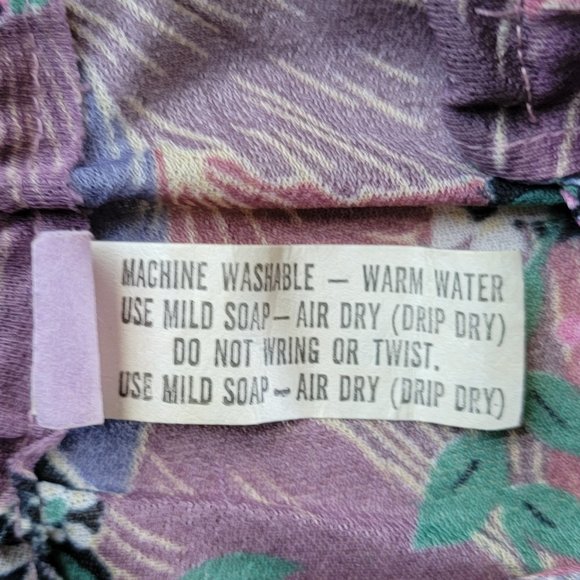 MACHINE WASHABLE — WARM WATER
USE MILD SOAP — AIR DRY (DRIP DRY)
DO NOT WRING OR TWIST.
USE MILD SOAP — AIR DRY (DRIP DRY)